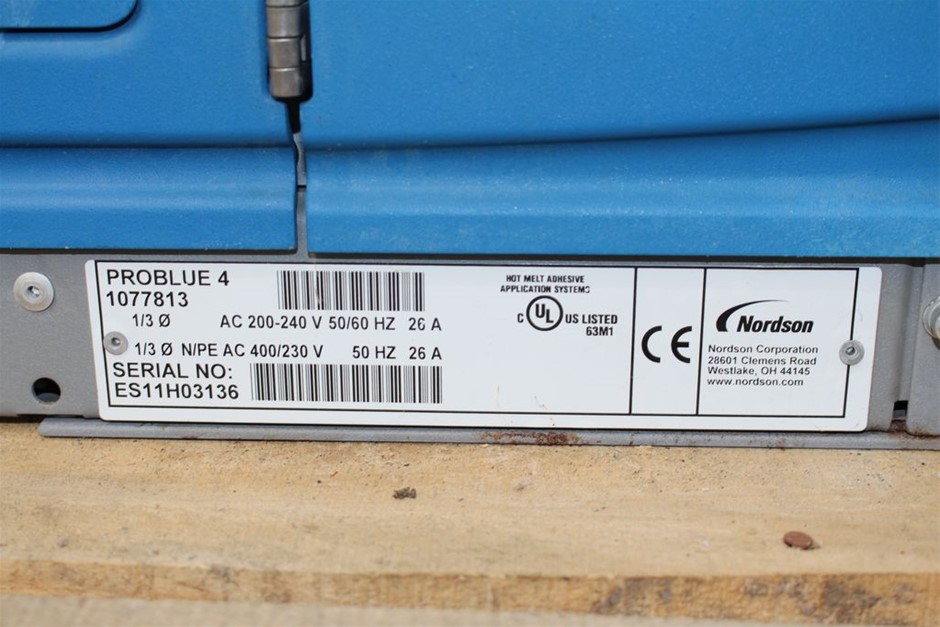 PROBLUE 4
1077813
1/3 Ø AC 200-240 V 50/60 HZ 26 A
1/3 Ø N/PE AC 400/230 V 50 HZ 26 A
SERIAL NO:
ES11H03136
HOT MELT ADHESIVE
APPLICATION SYSTEMS
C UL US LISTED
63M1
CE
Nordson
Nordson Corporation
28601 Clemens Road
Westlake, OH 44145
www.nordson.com